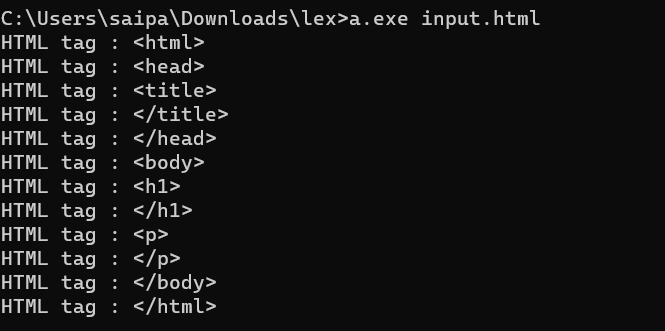 C:\Users\saipa\Downloads\lex>a.exe input.html
HTML tag : <html>
HTML tag : <head>
HTML tag : <title>
HTML tag : </title>
HTML tag : </head>
HTML tag : <body>
HTML tag : <h1>
HTML tag : </h1>
HTML tag : <p>
HTML tag : </p>
HTML tag : </body>
HTML tag : </html>